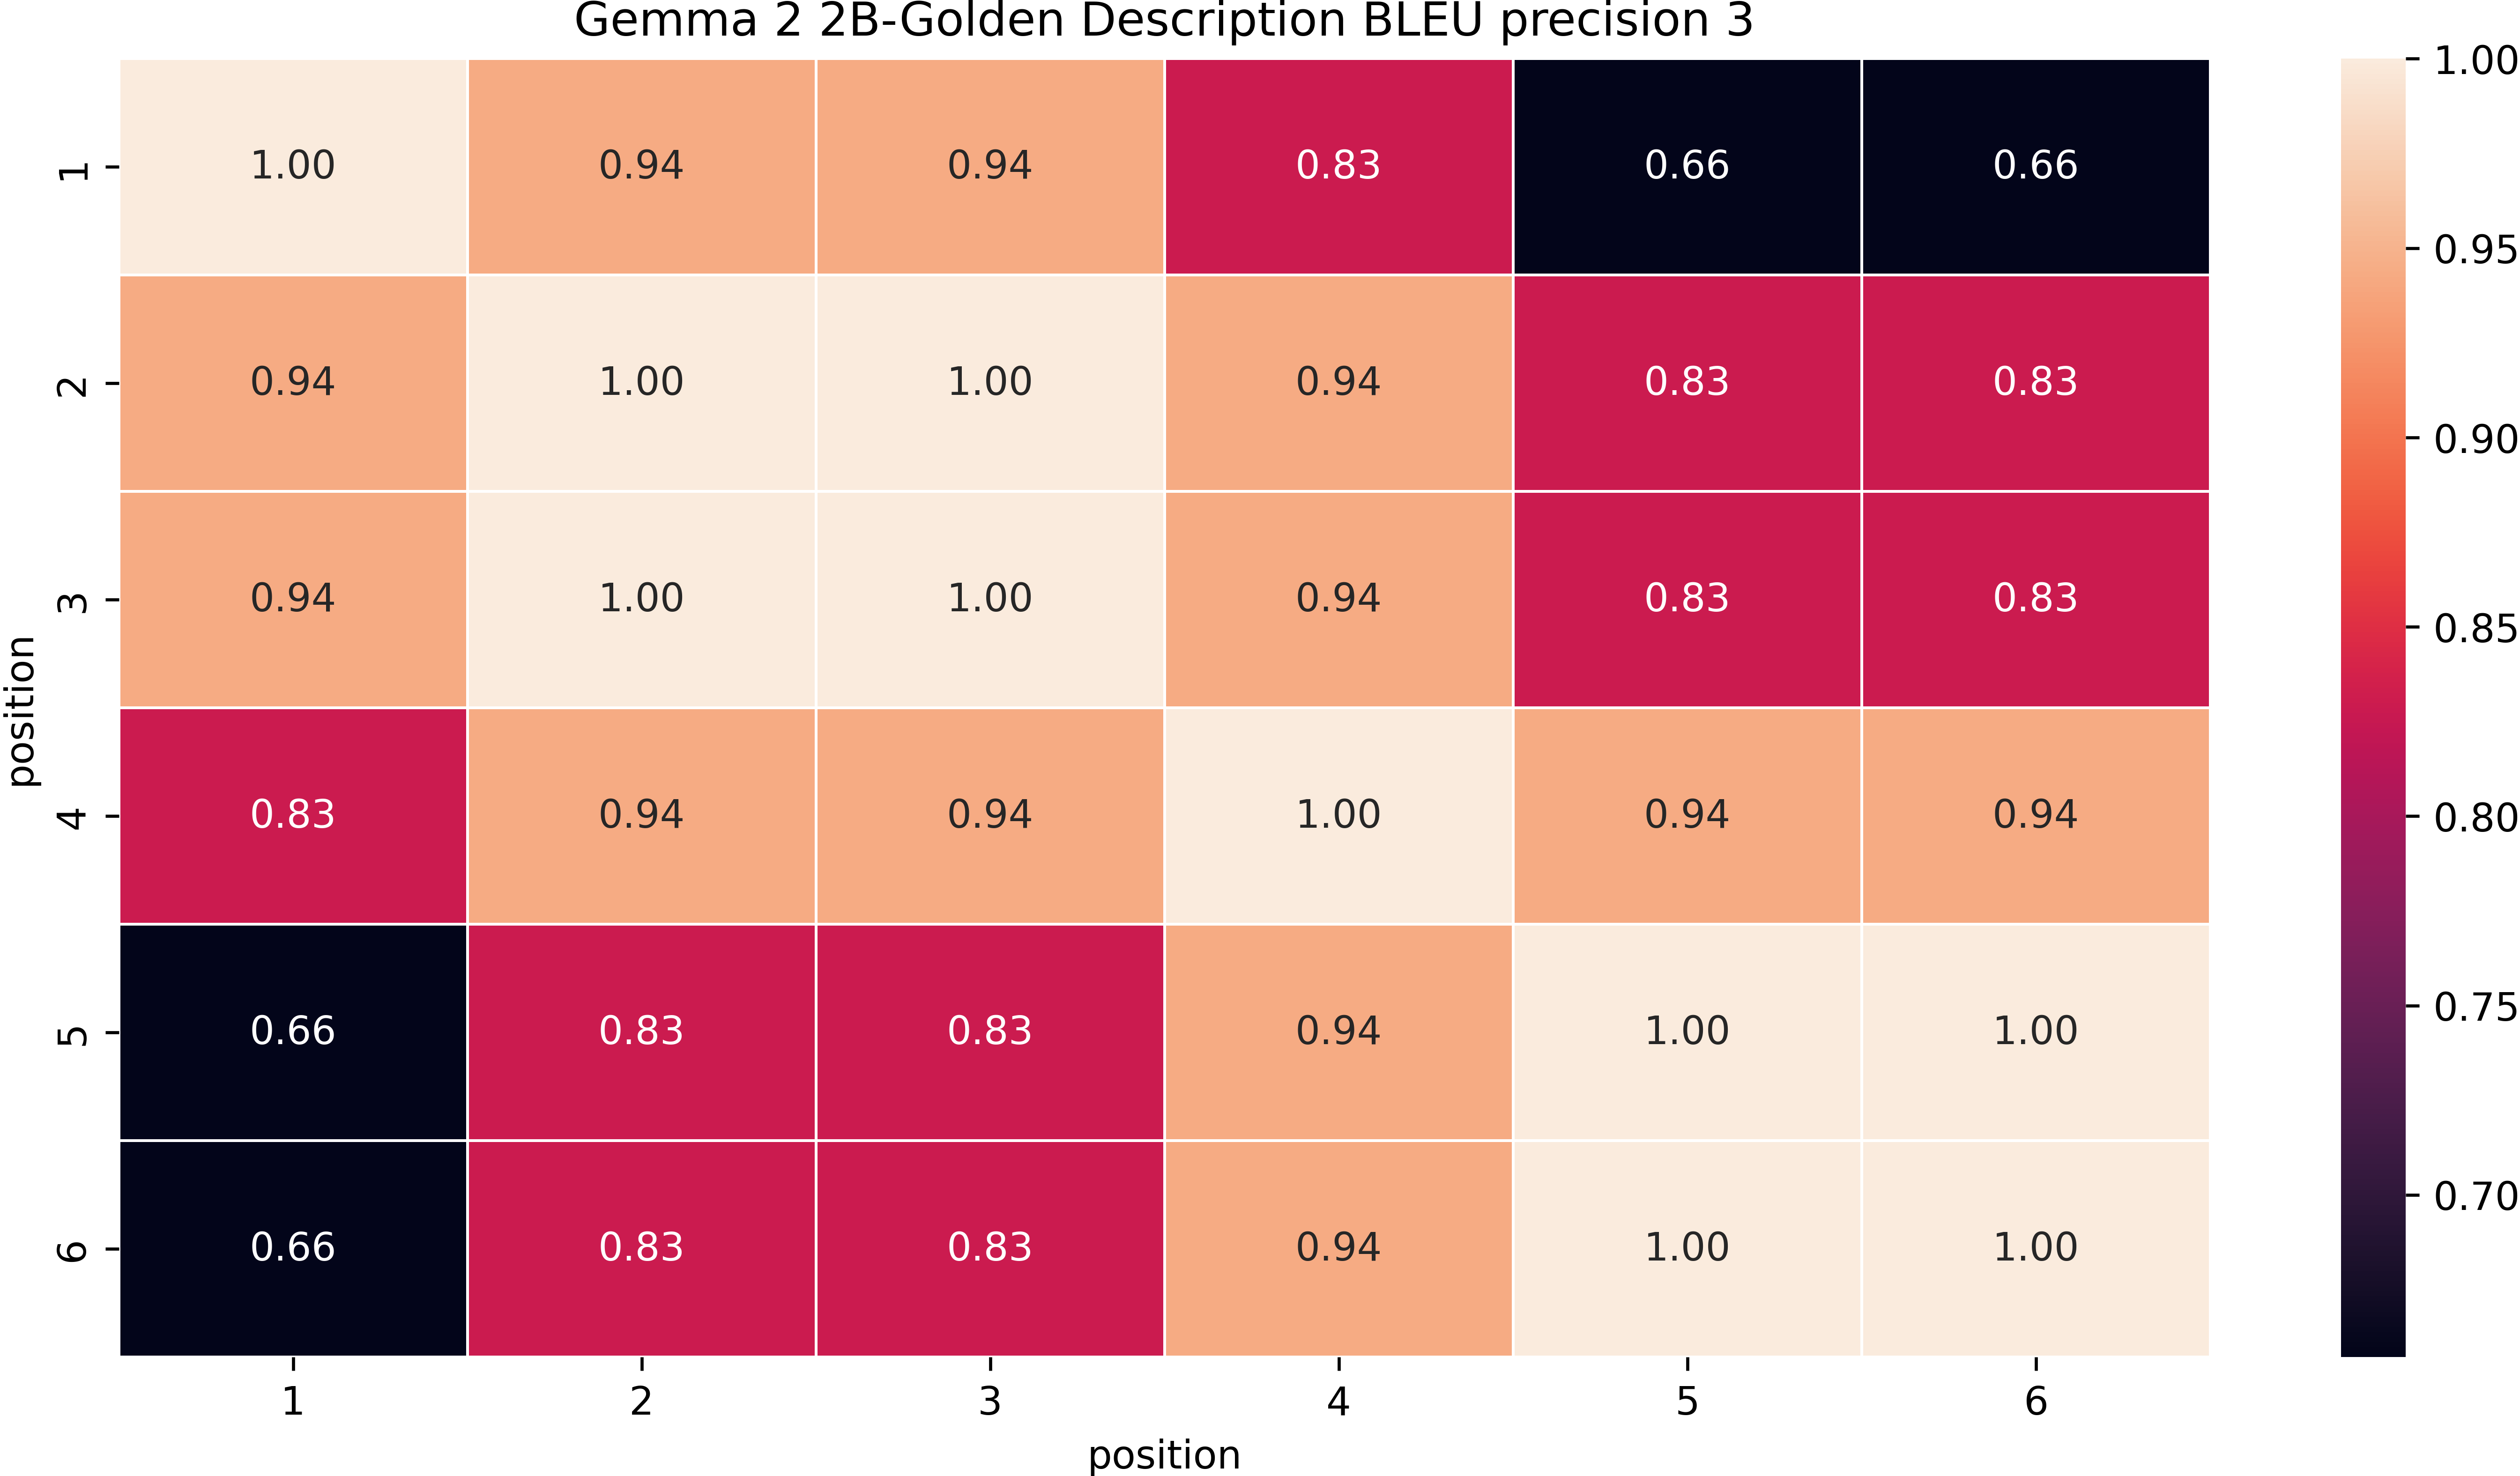 Gemma 2 2B-Golden Description BLEU precision 3
1 1.00 0.94 0.94 0.83 0.66 0.66
2 0.94 1.00 1.00 0.94 0.83 0.83
3 0.94 1.00 1.00 0.94 0.83 0.83
4 0.83 0.94 0.94 1.00 0.94 0.94
5 0.66 0.83 0.83 0.94 1.00 1.00
6 0.66 0.83 0.83 0.94 1.00 1.00
position
1 2 3 4 5 6
position
1.00
0.95
0.90
0.85
0.80
0.75
0.70